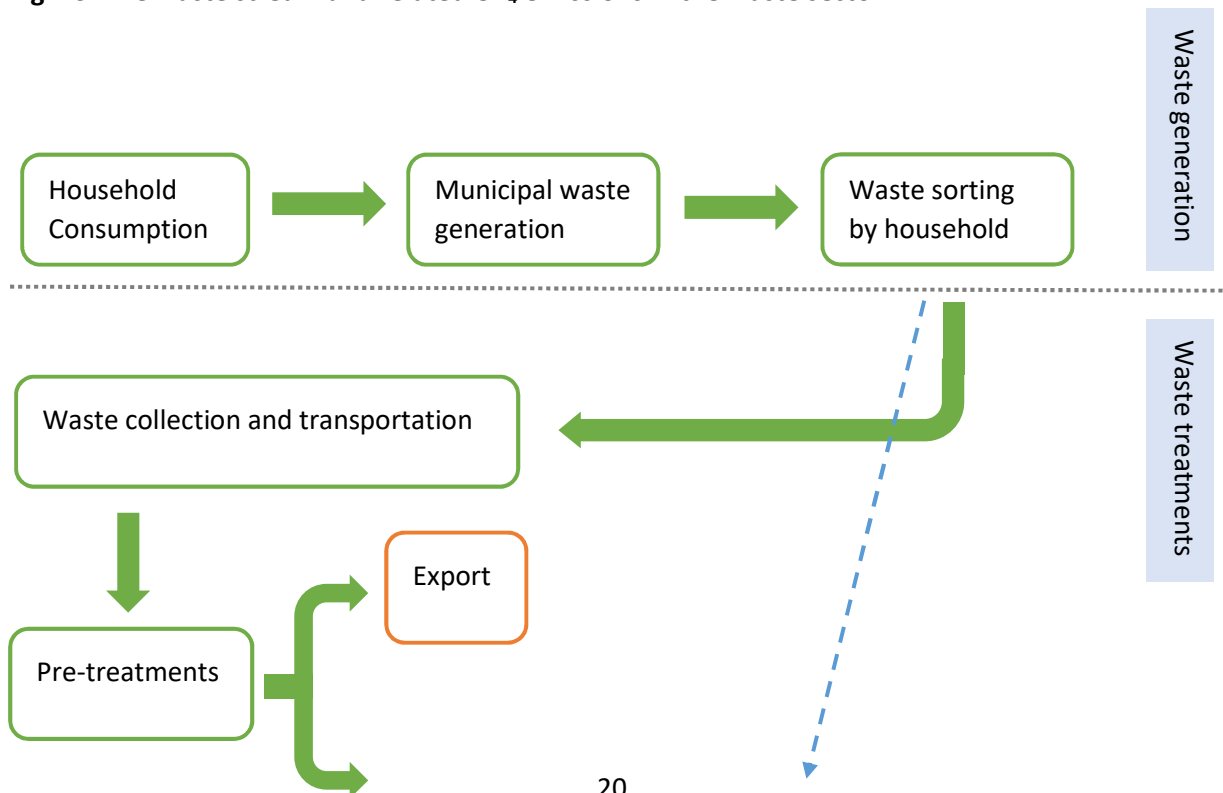 Waste generation
Household
Consumption
Municipal waste
generation
Waste sorting
by household
Waste treatments
Waste collection and transportation
Export
Pre-treatments
20